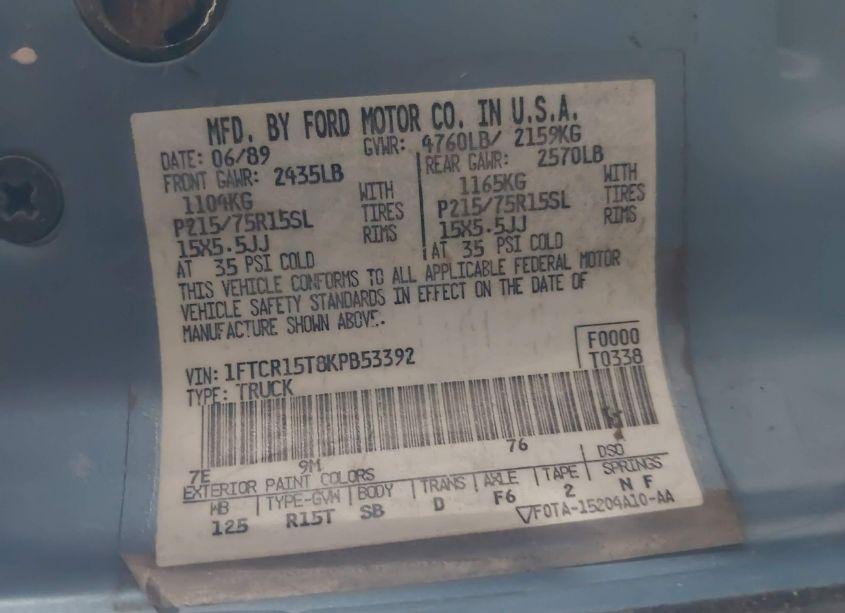 MFD. BY FORD MOTOR CO. IN U.S.A.
DATE: 06/89 GVWR: 4760LB/ 2159KG
FRONT GAWR: 2435LB REAR GAWR: 2570LB
1104KG WITH 1165KG WITH
P215/75R15SL TIRES P215/75R15SL TIRES
15X5.5JJ RIMS 15X5.5JJ RIMS
AT 35 PSI COLD AT 35 PSI COLD
THIS VEHICLE CONFORMS TO ALL APPLICABLE FEDERAL MOTOR
VEHICLE SAFETY STANDARDS IN EFFECT ON THE DATE OF
MANUFACTURE SHOWN ABOVE.
F0000
VIN: 1FTCR15T8KPB53392 T0338
TYPE: TRUCK
7E 9M 76 DSO
EXTERIOR PAINT COLORS
WB TYPE-GVW BODY TRANS AXLE TAPE SPRINGS
125 R15T SB D F6 2 N F
F0TA-15204A10-AA